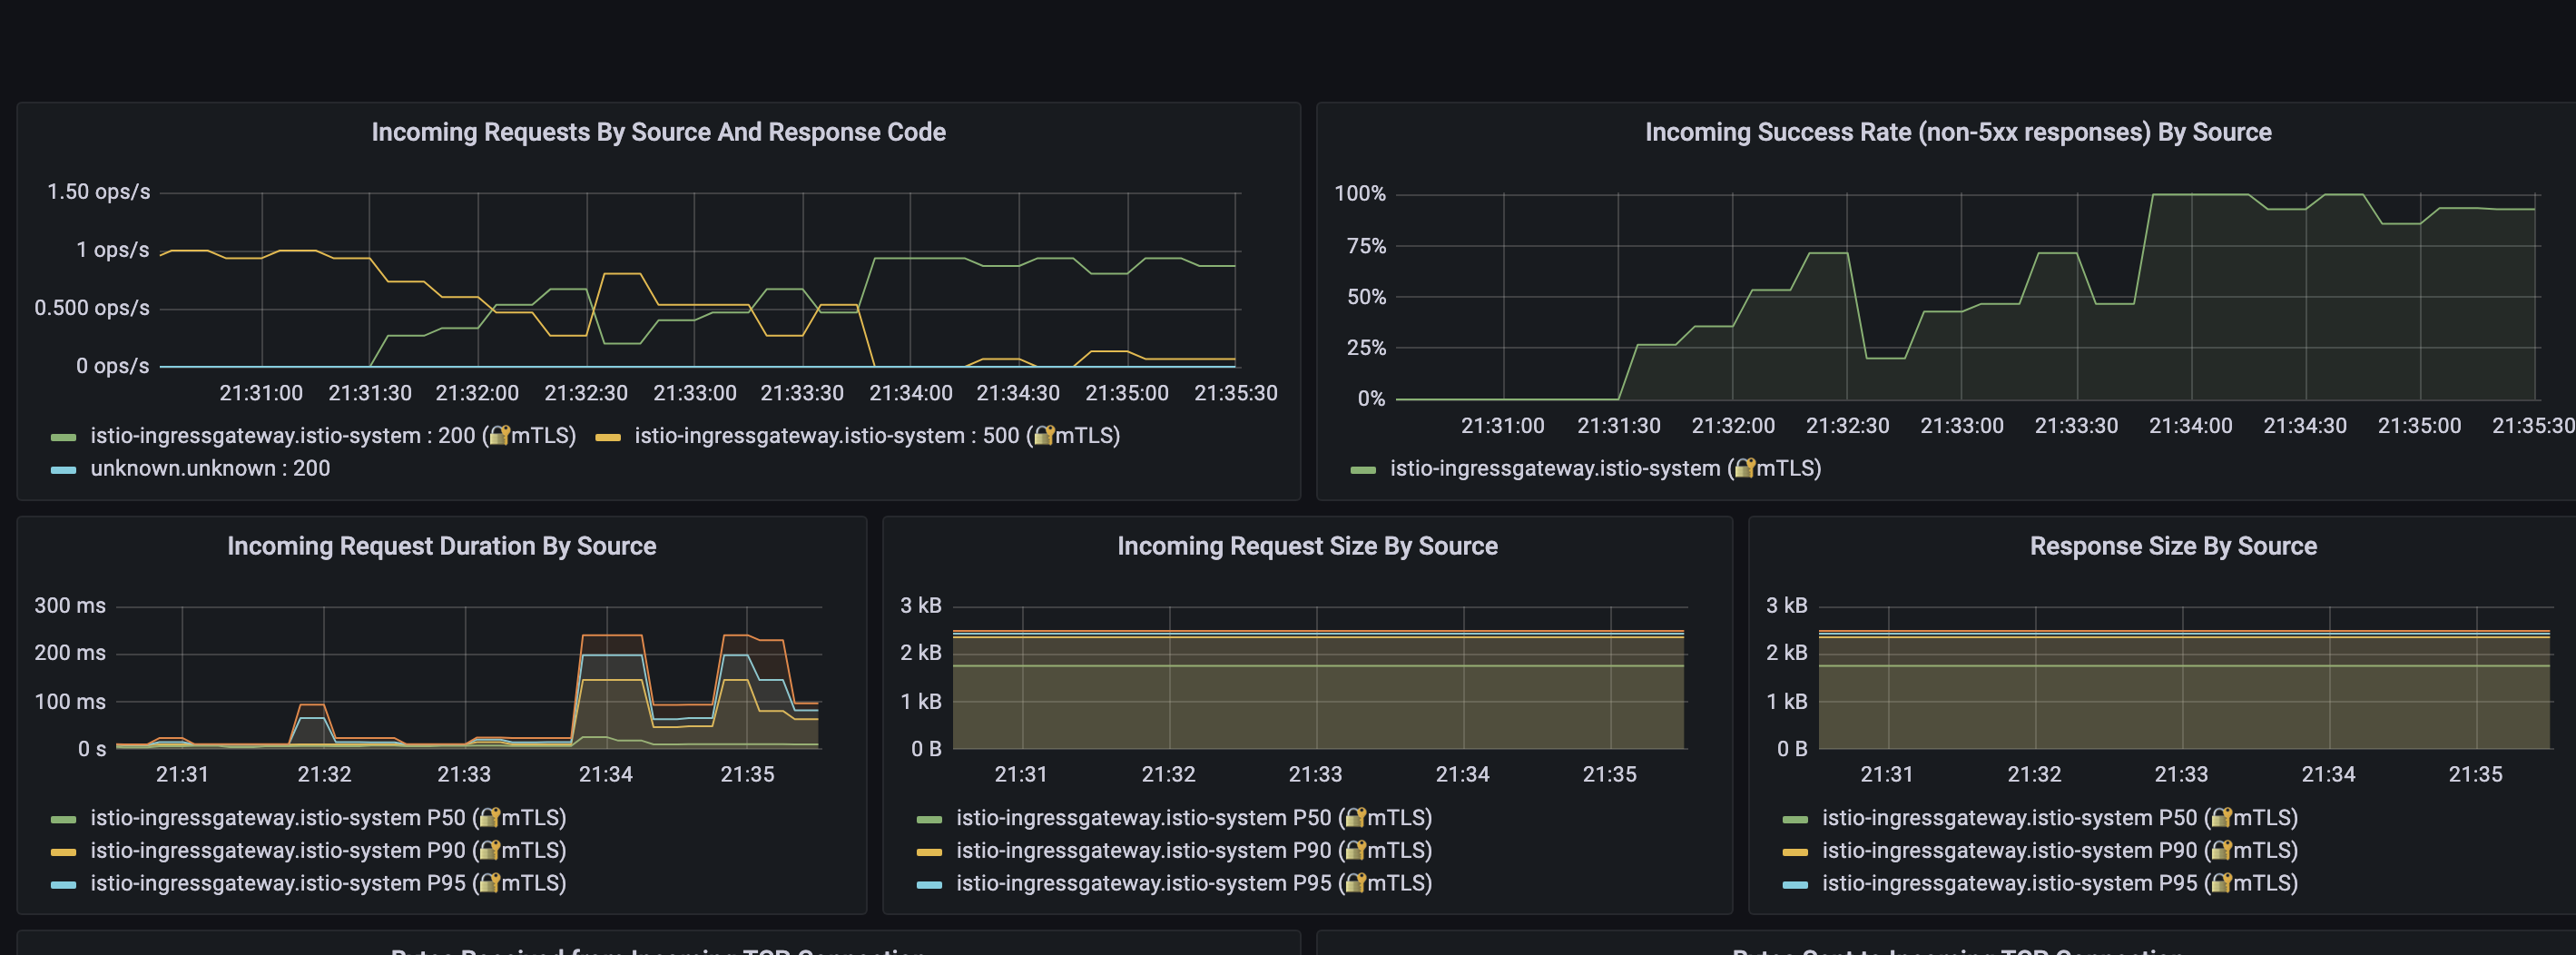 Incoming Requests By Source And Response Code
1.50 ops/s
1 ops/s
0.500 ops/s
0 ops/s
21:31:00 21:31:30 21:32:00 21:32:30 21:33:00 21:33:30 21:34:00 21:34:30 21:35:00 21:35:30
istio-ingressgateway.istio-system : 200 (🔐mTLS) istio-ingressgateway.istio-system : 500 (🔐mTLS)
unknown.unknown : 200
Incoming Success Rate (non-5xx responses) By Source
100%
75%
50%
25%
0%
21:31:00 21:31:30 21:32:00 21:32:30 21:33:00 21:33:30 21:34:00 21:34:30 21:35:00 21:35:30
istio-ingressgateway.istio-system (🔐mTLS)
Incoming Request Duration By Source
300 ms
200 ms
100 ms
0 s
21:31 21:32 21:33 21:34 21:35
istio-ingressgateway.istio-system P50 (🔐mTLS)
istio-ingressgateway.istio-system P90 (🔐mTLS)
istio-ingressgateway.istio-system P95 (🔐mTLS)
Incoming Request Size By Source
3 kB
2 kB
1 kB
0 B
21:31 21:32 21:33 21:34 21:35
istio-ingressgateway.istio-system P50 (🔐mTLS)
istio-ingressgateway.istio-system P90 (🔐mTLS)
istio-ingressgateway.istio-system P95 (🔐mTLS)
Response Size By Source
3 kB
2 kB
1 kB
0 B
21:31 21:32 21:33 21:34 21:35
istio-ingressgateway.istio-system P50 (🔐mTLS)
istio-ingressgateway.istio-system P90 (🔐mTLS)
istio-ingressgateway.istio-system P95 (🔐mTLS)
Bytes Received from Incoming TCP Connection
Bytes Sent to Incoming TCP Connection